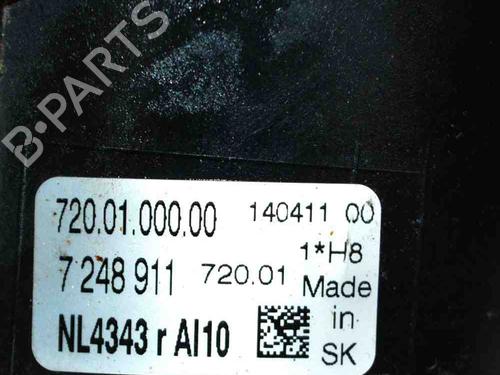 B-PARTS
720.01.000.00 140411 00
1*H8
7 248 911 720.01 Made
in
NL4343 r AI10 SK